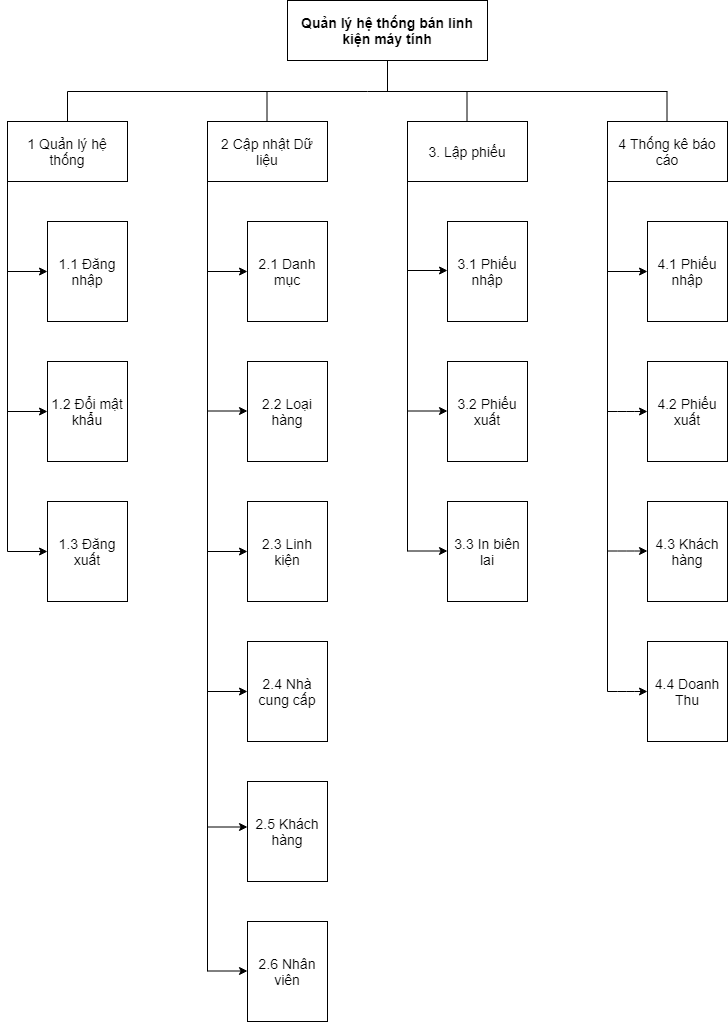 Quản lý hệ thống bán linh
kiện máy tính
1 Quản lý hệ
thống
2 Cập nhật Dữ
liệu
3. Lập phiếu
4 Thống kê báo
cáo
1.1 Đăng
nhập
2.1 Danh
mục
3.1 Phiếu
nhập
4.1 Phiếu
nhập
1.2 Đổi mật
khẩu
2.2 Loại
hàng
3.2 Phiếu
xuất
4.2 Phiếu
xuất
1.3 Đăng
xuất
2.3 Linh
kiện
3.3 In biên
lai
4.3 Khách
hàng
2.4 Nhà
cung cấp
4.4 Doanh
Thu
2.5 Khách
hàng
2.6 Nhân
viên